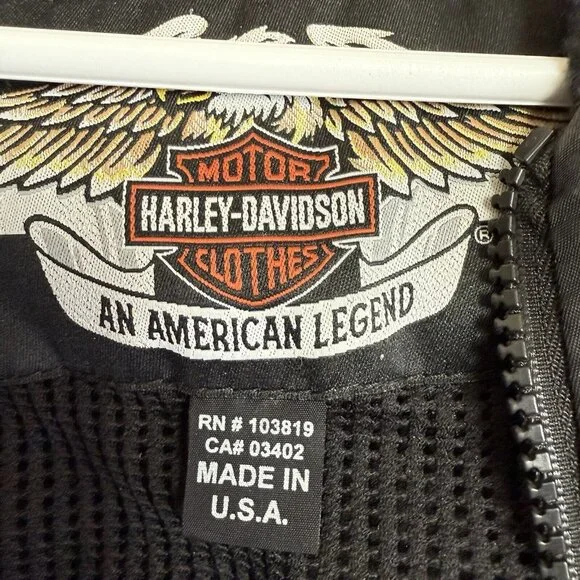 MOTOR
HARLEY-DAVIDSON
CLOTHES
®
AN AMERICAN LEGEND
RN # 103819
CA# 03402
MADE IN
U.S.A.